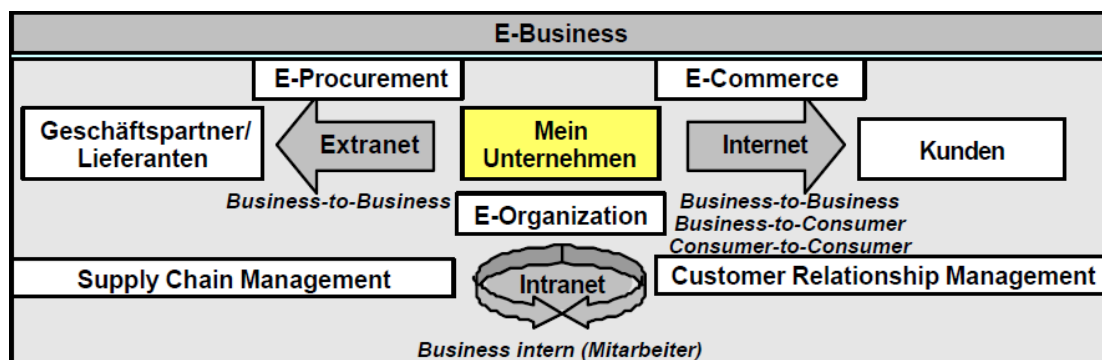 E-Business
E-Procurement
E-Commerce
Geschäftspartner/
Lieferanten
Extranet
Mein
Unternehmen
Internet
Kunden
Business-to-Business
E-Organization
Business-to-Business
Business-to-Consumer
Consumer-to-Consumer
Supply Chain Management
Intranet
Customer Relationship Management
Business intern (Mitarbeiter)